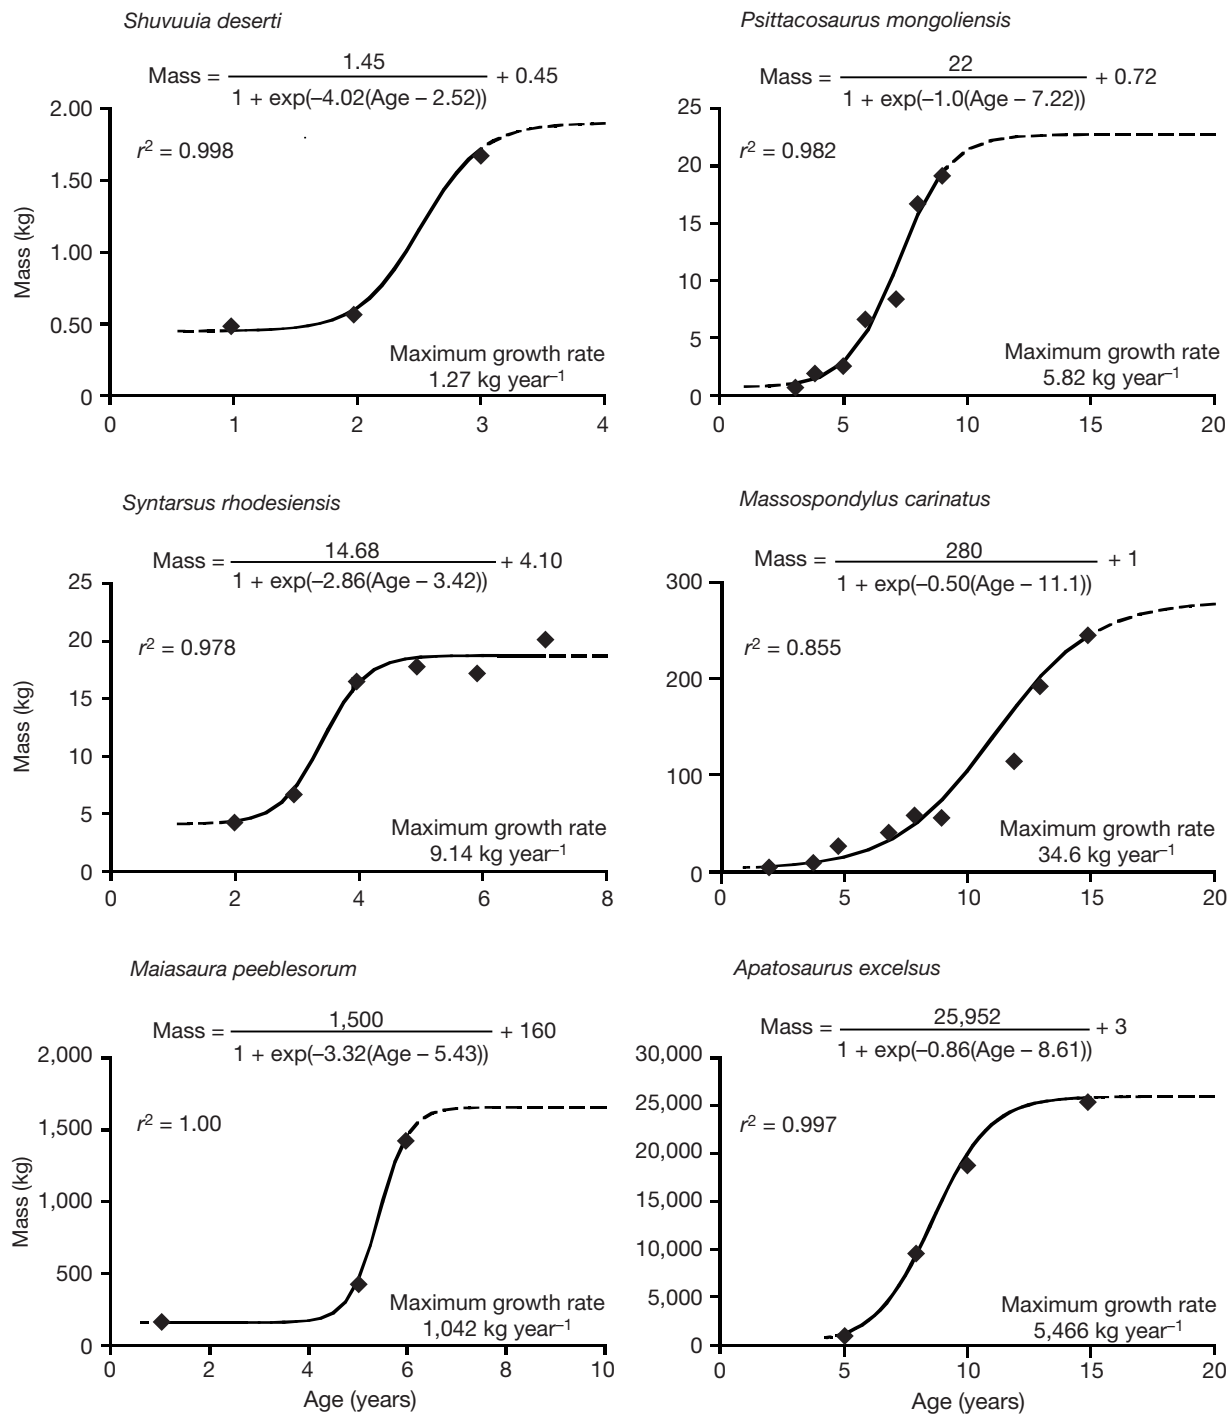 Shuvuuia deserti
Mass = 1.45 / 1 + exp(–4.02(Age – 2.52)) + 0.45
r² = 0.998
2.00
1.50
1.00
0.50
0
Mass (kg)
Maximum growth rate
1.27 kg year⁻¹
0 1 2 3 4
Psittacosaurus mongoliensis
Mass = 22 / 1 + exp(–1.0(Age – 7.22)) + 0.72
r² = 0.982
25
20
15
10
5
0
Maximum growth rate
5.82 kg year⁻¹
0 5 10 15 20
Syntarsus rhodesiensis
Mass = 14.68 / 1 + exp(–2.86(Age – 3.42)) + 4.10
r² = 0.978
25
20
15
10
5
0
Mass (kg)
Maximum growth rate
9.14 kg year⁻¹
0 2 4 6 8
Massospondylus carinatus
Mass = 280 / 1 + exp(–0.50(Age – 11.1)) + 1
r² = 0.855
300
200
100
0
Maximum growth rate
34.6 kg year⁻¹
0 5 10 15 20
Maiasaura peeblesorum
Mass = 1,500 / 1 + exp(–3.32(Age – 5.43)) + 160
r² = 1.00
2,000
1,500
1,000
500
0
Mass (kg)
Maximum growth rate
1,042 kg year⁻¹
0 2 4 6 8 10
Age (years)
Apatosaurus excelsus
Mass = 25,952 / 1 + exp(–0.86(Age – 8.61)) + 3
r² = 0.997
30,000
25,000
20,000
15,000
10,000
5,000
0
Maximum growth rate
5,466 kg year⁻¹
0 5 10 15 20
Age (years)